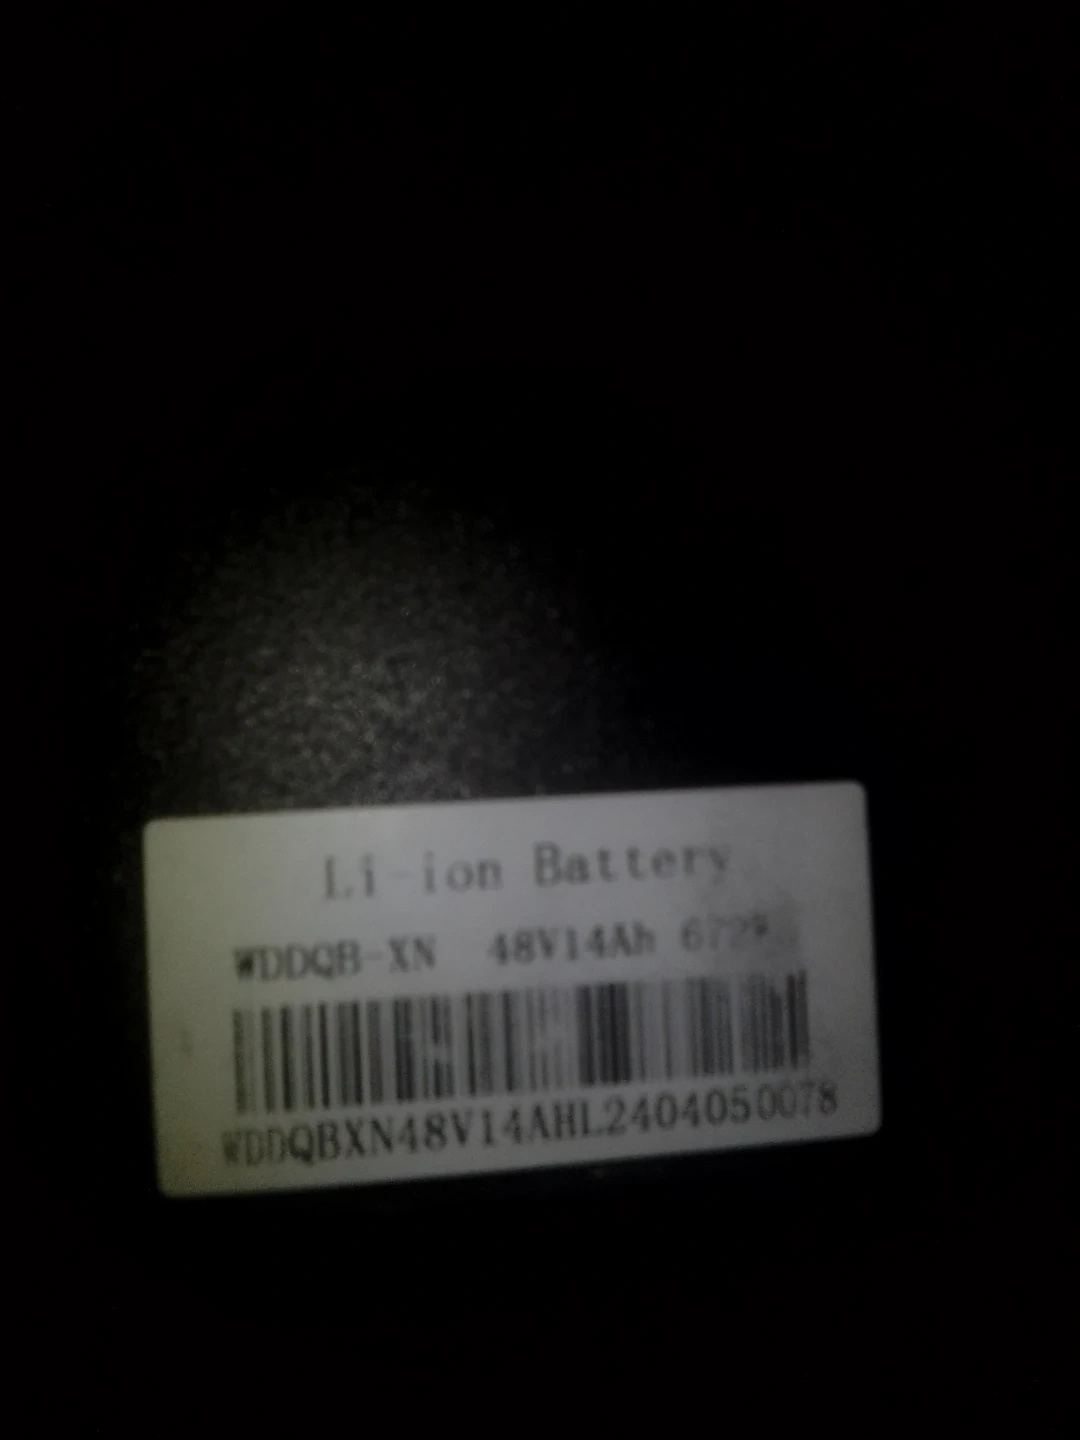 Li-ion Battery
WDDQB-XN 48V14Ah
WDDQBXN48V14AHL2404050078